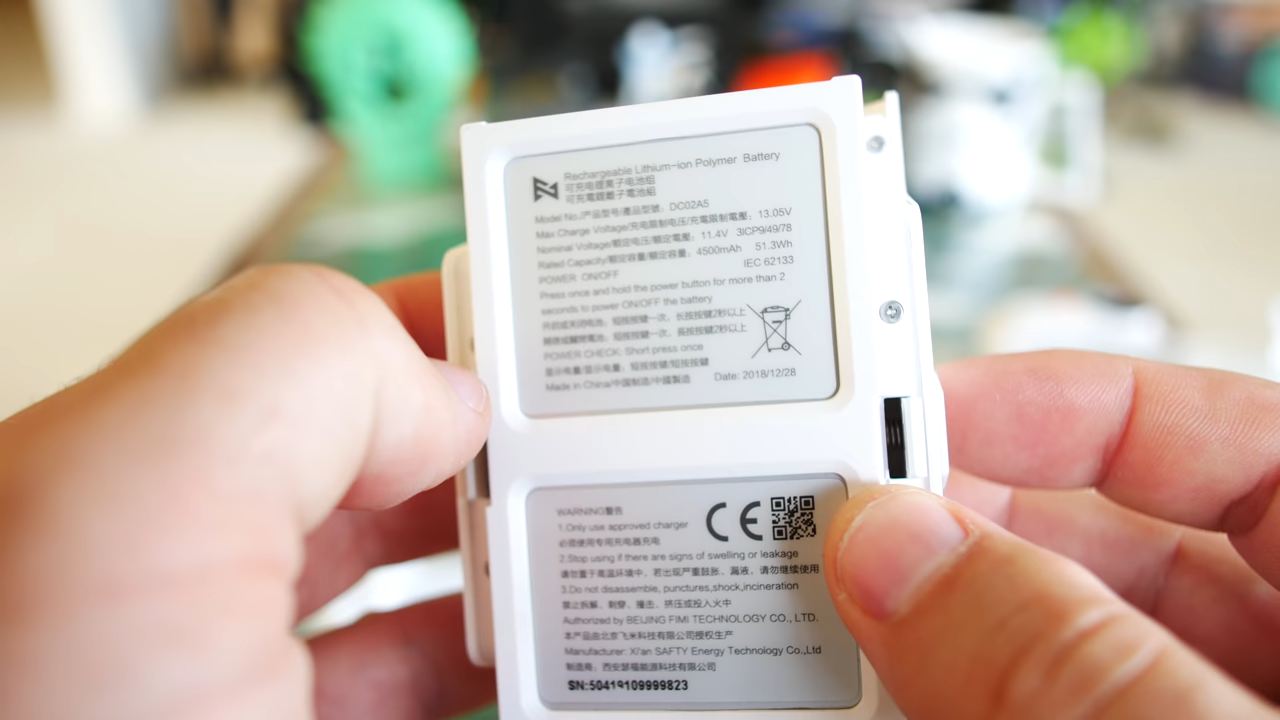 Rechargeable Lithium-ion Polymer Battery
可充电锂离子电池组
可充電鋰離子電池組
Model No./产品型号/產品型號: DC02A5
Max Charge Voltage/充电限制电压/充電限制電壓: 13.05V
Nominal Voltage/额定电压/額定電壓: 11.4V 3ICP9/49/78
Rated Capacity/额定容量/額定容量: 4500mAh 51.3Wh
POWER ON/OFF IEC 62133
Press once and hold the power button for more than 2
seconds to power ON/OFF the battery
开启或关闭电池: 短按按键一次, 长按按键2秒以上
開啟或關閉電池: 短按按鍵一次, 長按按鍵2秒以上
POWER CHECK: Short press once
显示电量/顯示電量: 短按按键/短按按鍵
Made in China/中国制造/中國製造 Date: 2018/12/28
WARNING警告 CE
1.Only use approved charger
必须使用专用充电器充电
2.Stop using if there are signs of swelling or leakage
请勿置于高温环境中，若出现严重鼓胀、漏液，请勿继续使用
3.Do not disassemble, punctures,shock,incineration
禁止拆解、刺穿、撞击、挤压或投入火中
Authorized by BEIJING FIMI TECHNOLOGY CO., LTD.
本产品由北京飞米科技有限公司授权生产
Manufacturer: Xi'an SAFTY Energy Technology Co.,Ltd
制造商：西安瑟福能源科技有限公司
SN:50419109999823